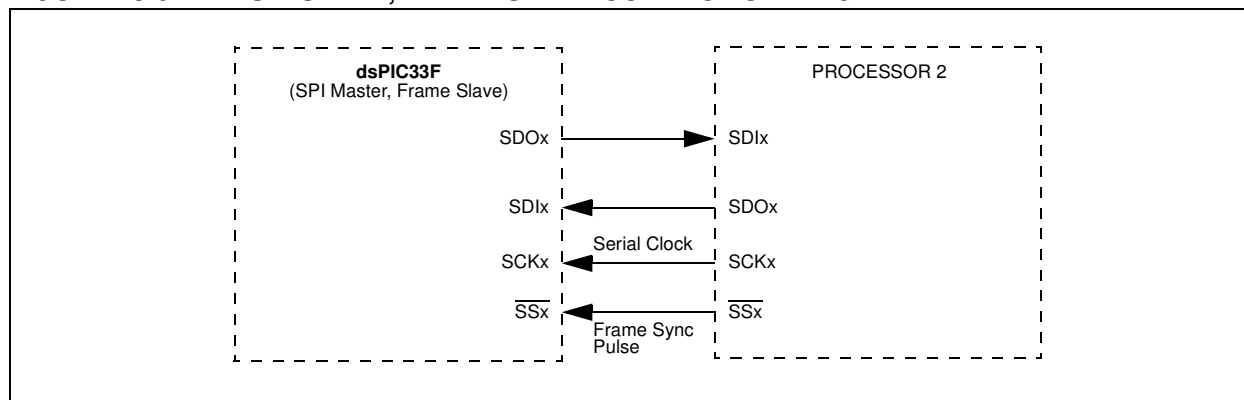 dsPIC33F
(SPI Master, Frame Slave)
PROCESSOR 2
SDOx
SDIx
SDIx
SDOx
Serial Clock
SCKx
SCKx
SSx
SSx
Frame Sync
Pulse